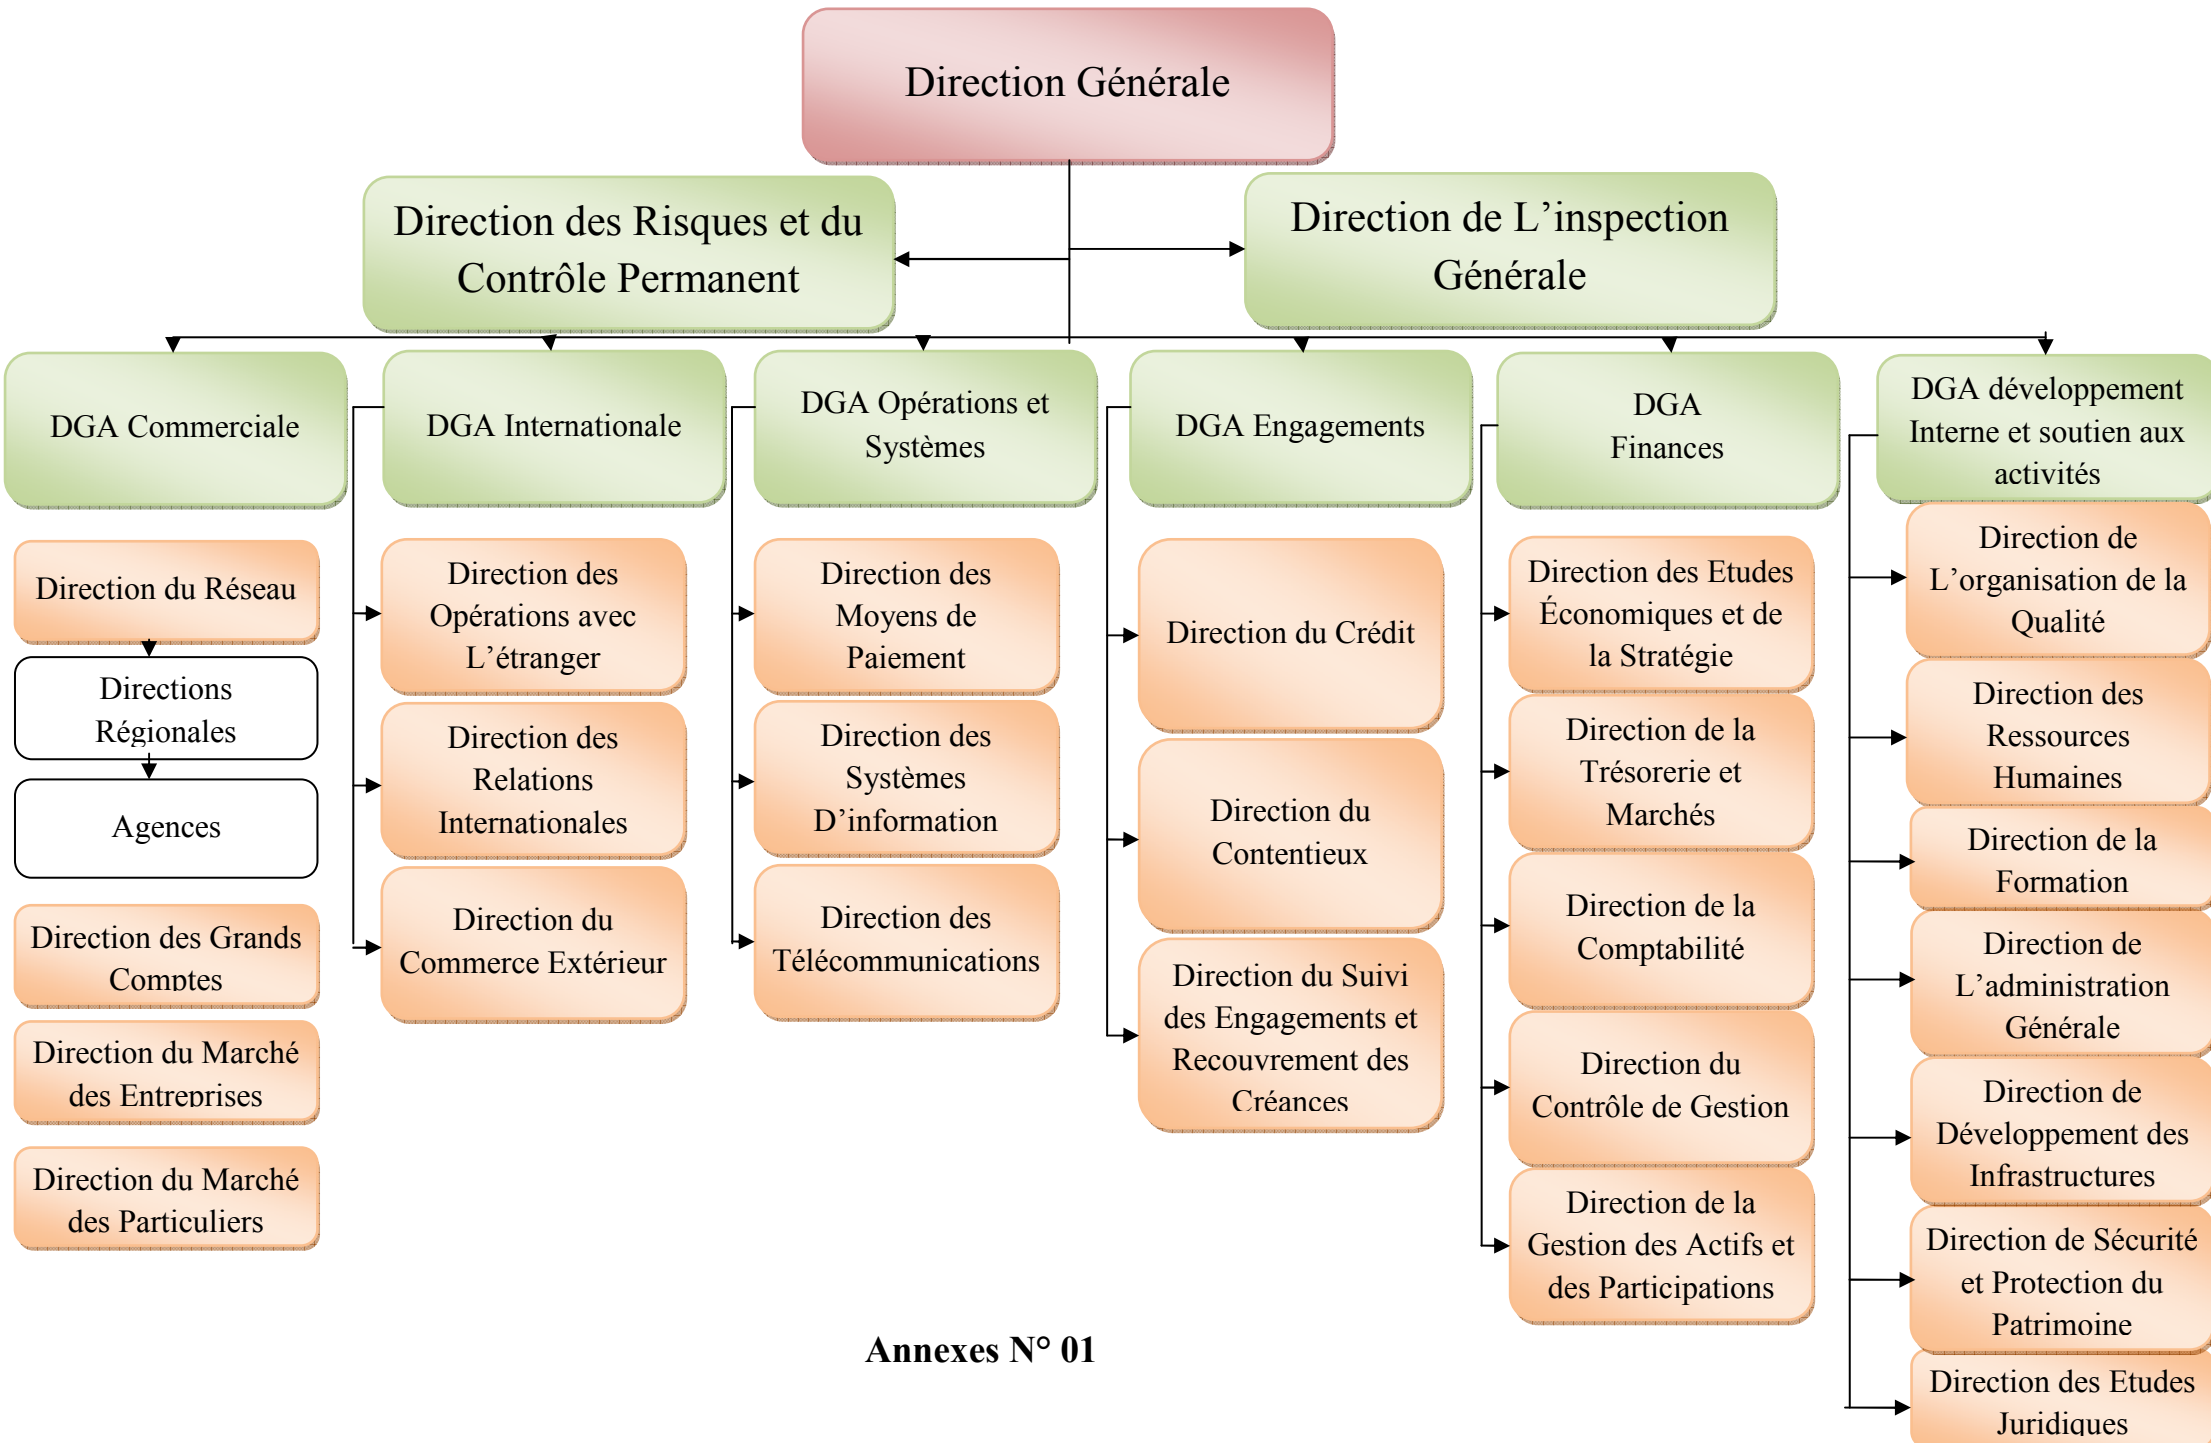 Direction Générale
Direction des Risques et du
Contrôle Permanent
Direction de L’inspection
Générale
DGA Commerciale
DGA Internationale
DGA Opérations et
Systèmes
DGA Engagements
DGA
Finances
DGA développement
Interne et soutien aux
activités
Direction du Réseau
Directions
Régionales
Agences
Direction des Grands
Comptes
Direction du Marché
des Entreprises
Direction du Marché
des Particuliers
Direction des
Opérations avec
L’étranger
Direction des
Relations
Internationales
Direction du
Commerce Extérieur
Direction des
Moyens de
Paiement
Direction des
Systèmes
D’information
Direction des
Télécommunications
Direction du Crédit
Direction du
Contentieux
Direction du Suivi
des Engagements et
Recouvrement des
Créances
Direction des Etudes
Économiques et de
la Stratégie
Direction de la
Trésorerie et
Marchés
Direction de la
Comptabilité
Direction du
Contrôle de Gestion
Direction de la
Gestion des Actifs et
des Participations
Direction de
L’organisation de la
Qualité
Direction des
Ressources
Humaines
Direction de la
Formation
Direction de
L’administration
Générale
Direction de
Développement des
Infrastructures
Direction de Sécurité
et Protection du
Patrimoine
Direction des Etudes
Juridiques
Annexes N° 01